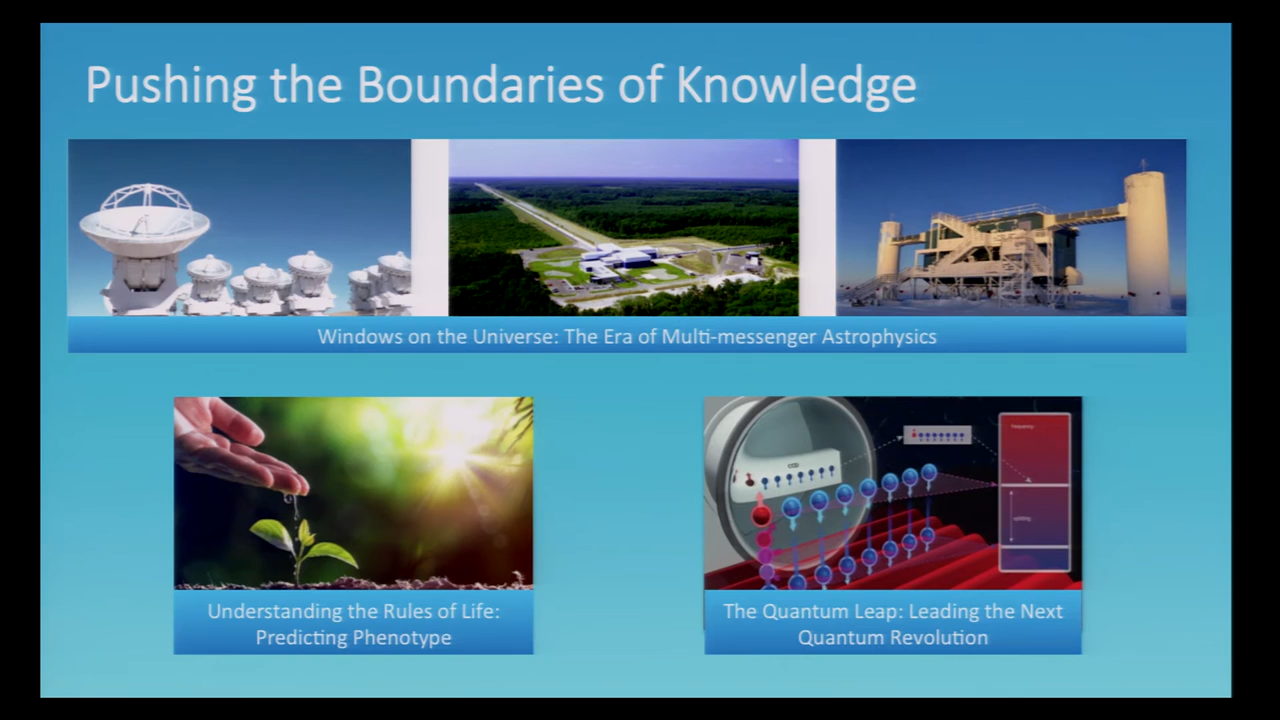 Pushing the Boundaries of Knowledge
Windows on the Universe: The Era of Multi-messenger Astrophysics
Understanding the Rules of Life:
Predicting Phenotype
The Quantum Leap: Leading the Next
Quantum Revolution
frequency